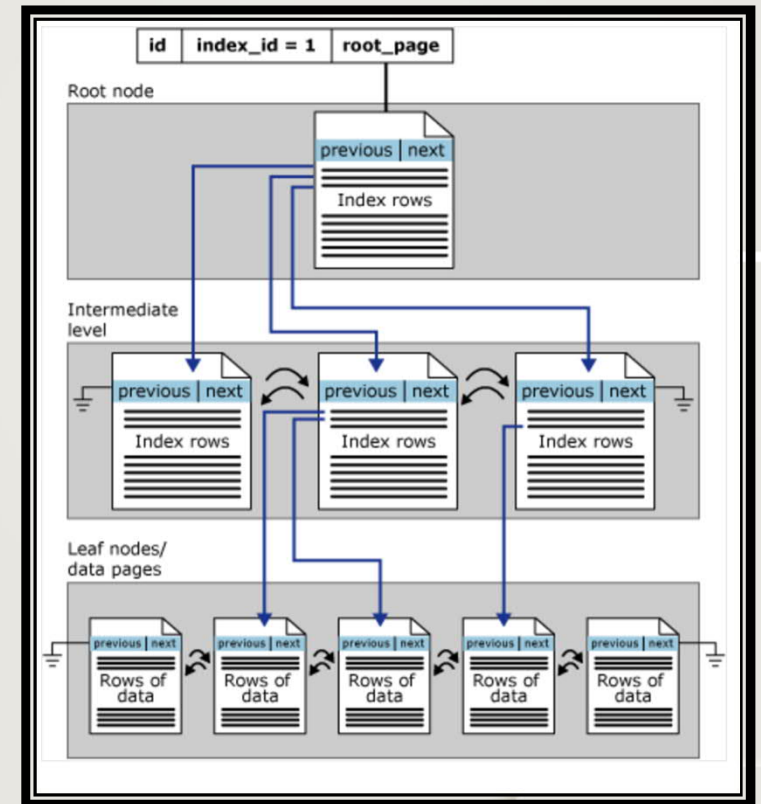 id index_id = 1 root_page
Root node
previous next
Index rows
Intermediate
level
previous next previous next previous next
Index rows Index rows Index rows
Leaf nodes/
data pages
previous next previous next previous next previous next previous next
Rows of Rows of Rows of Rows of Rows of
data data data data data